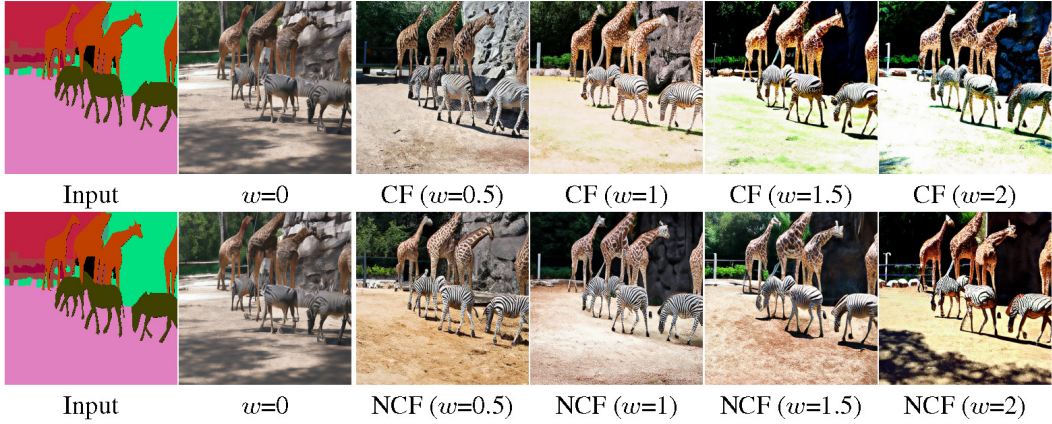 Input w=0 CF (w=0.5) CF (w=1) CF (w=1.5) CF (w=2)
Input w=0 NCF (w=0.5) NCF (w=1) NCF (w=1.5) NCF (w=2)